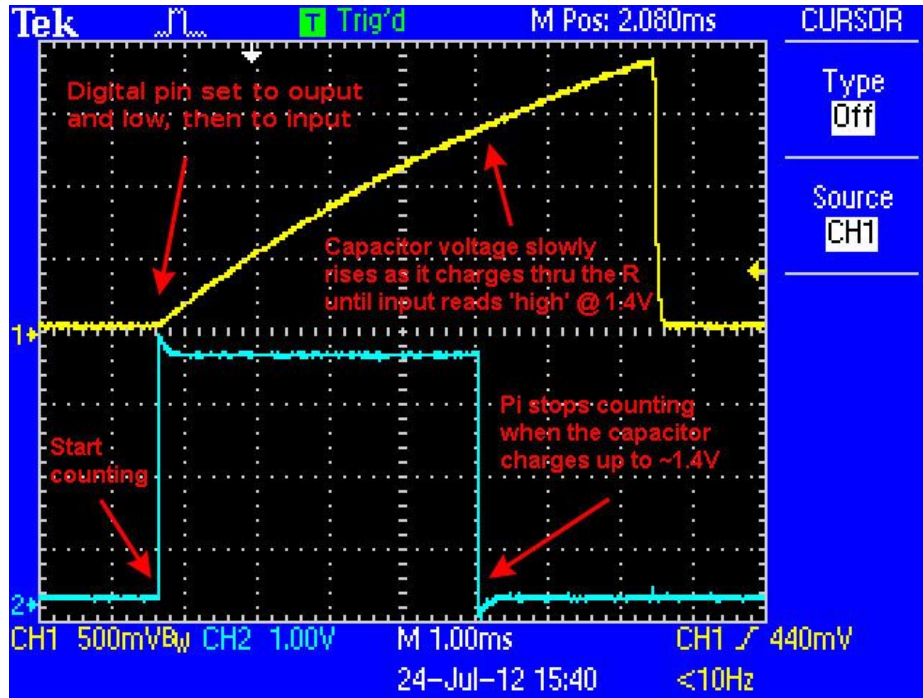 Tek T Trig'd M Pos: 2.080ms CURSOR
Digital pin set to ouput
and low, then to input
Type
Off
Source
CH1
Capacitor voltage slowly
rises as it charges thru the R
until input reads 'high' @ 1.4V
1
Pi stops counting
when the capacitor
charges up to ~1.4V
Start
counting
2
CH1 500mVBW CH2 1.00V M 1.00ms CH1 440mV
24-Jul-12 15:40 <10Hz